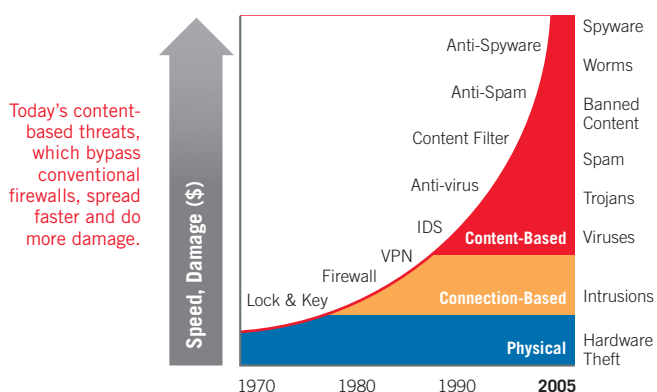 Today's content-
based threats,
which bypass
conventional
firewalls, spread
faster and do
more damage.
Speed, Damage ($)
Anti-Spyware
Anti-Spam
Content Filter
Anti-virus
IDS
VPN
Firewall
Lock & Key
Content-Based
Connection-Based
Physical
Spyware
Worms
Banned
Content
Spam
Trojans
Viruses
Intrusions
Hardware
Theft
1970 1980 1990 2005